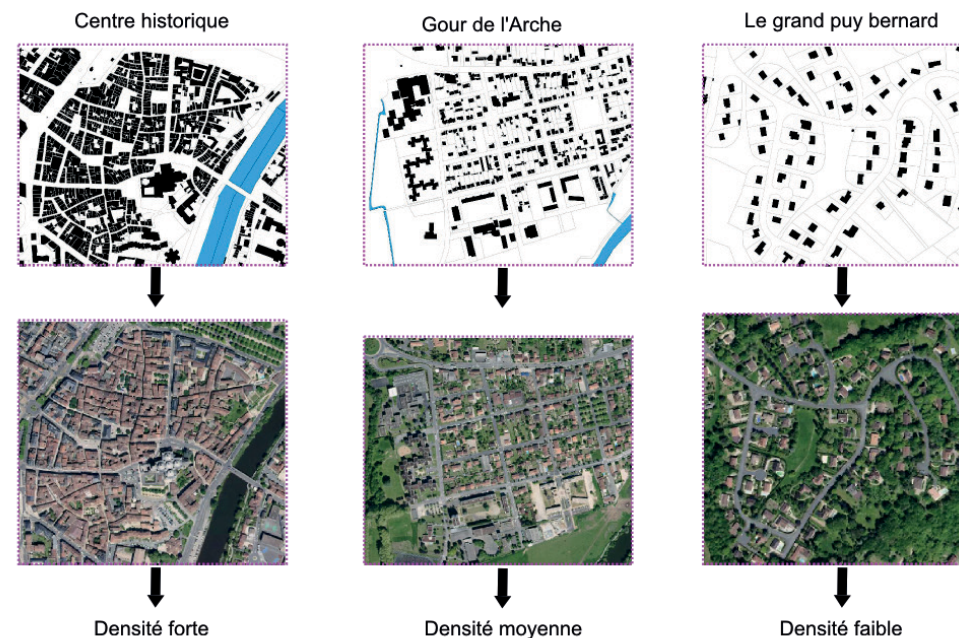 Centre historique
Gour de l'Arche
Le grand puy bernard
Densité forte
Densité moyenne
Densité faible